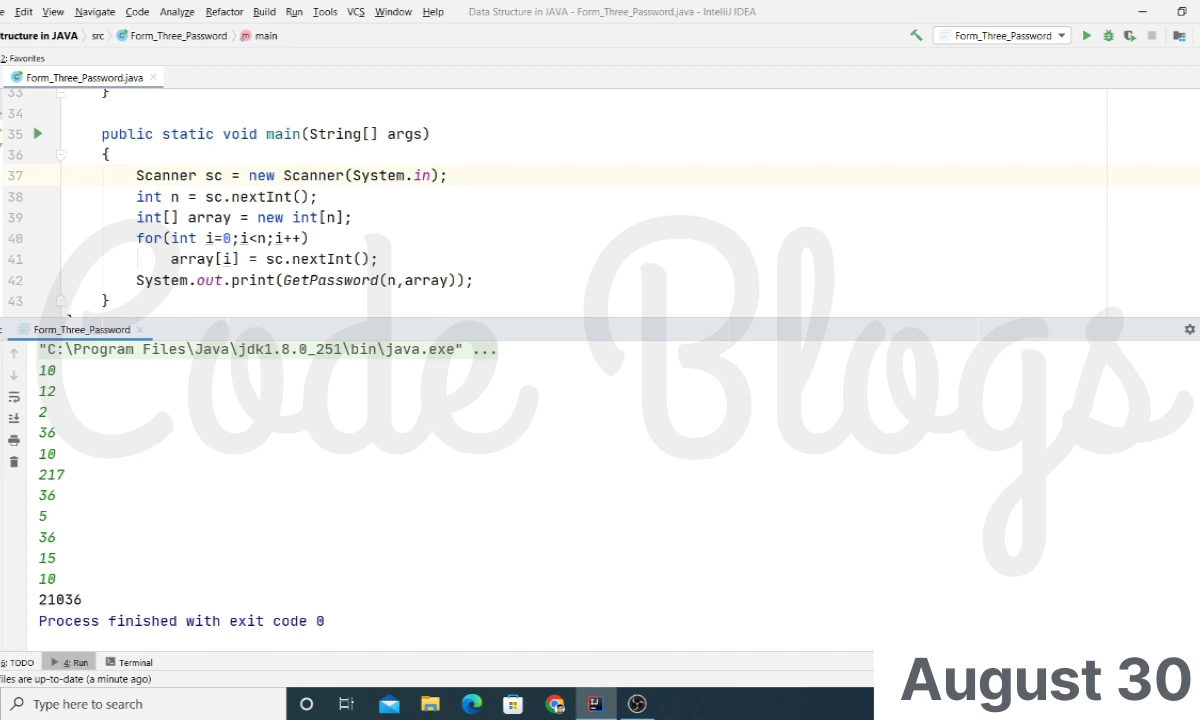 Edit View Navigate Code Analyze Refactor Build Run Tools VCS Window Help Data Structure in JAVA - Form_Three_Password.java - IntelliJ IDEA
tructure in JAVA src Form_Three_Password main Form_Three_Password
2: Favorites
Form_Three_Password.java
33 }
34
35 public static void main(String[] args)
36 {
37 Scanner sc = new Scanner(System.in);
38 int n = sc.nextInt();
39 int[] array = new int[n];
40 for(int i=0;i<n;i++)
41 array[i] = sc.nextInt();
42 System.out.print(GetPassword(n,array));
43 }
Form_Three_Password
"C:\Program Files\Java\jdk1.8.0_251\bin\java.exe" ...
10
12
2
36
10
217
36
5
36
15
10
21036
Process finished with exit code 0
Code Blogs
6: TODO 4: Run Terminal
files are up-to-date (a minute ago)
Type here to search
August 30